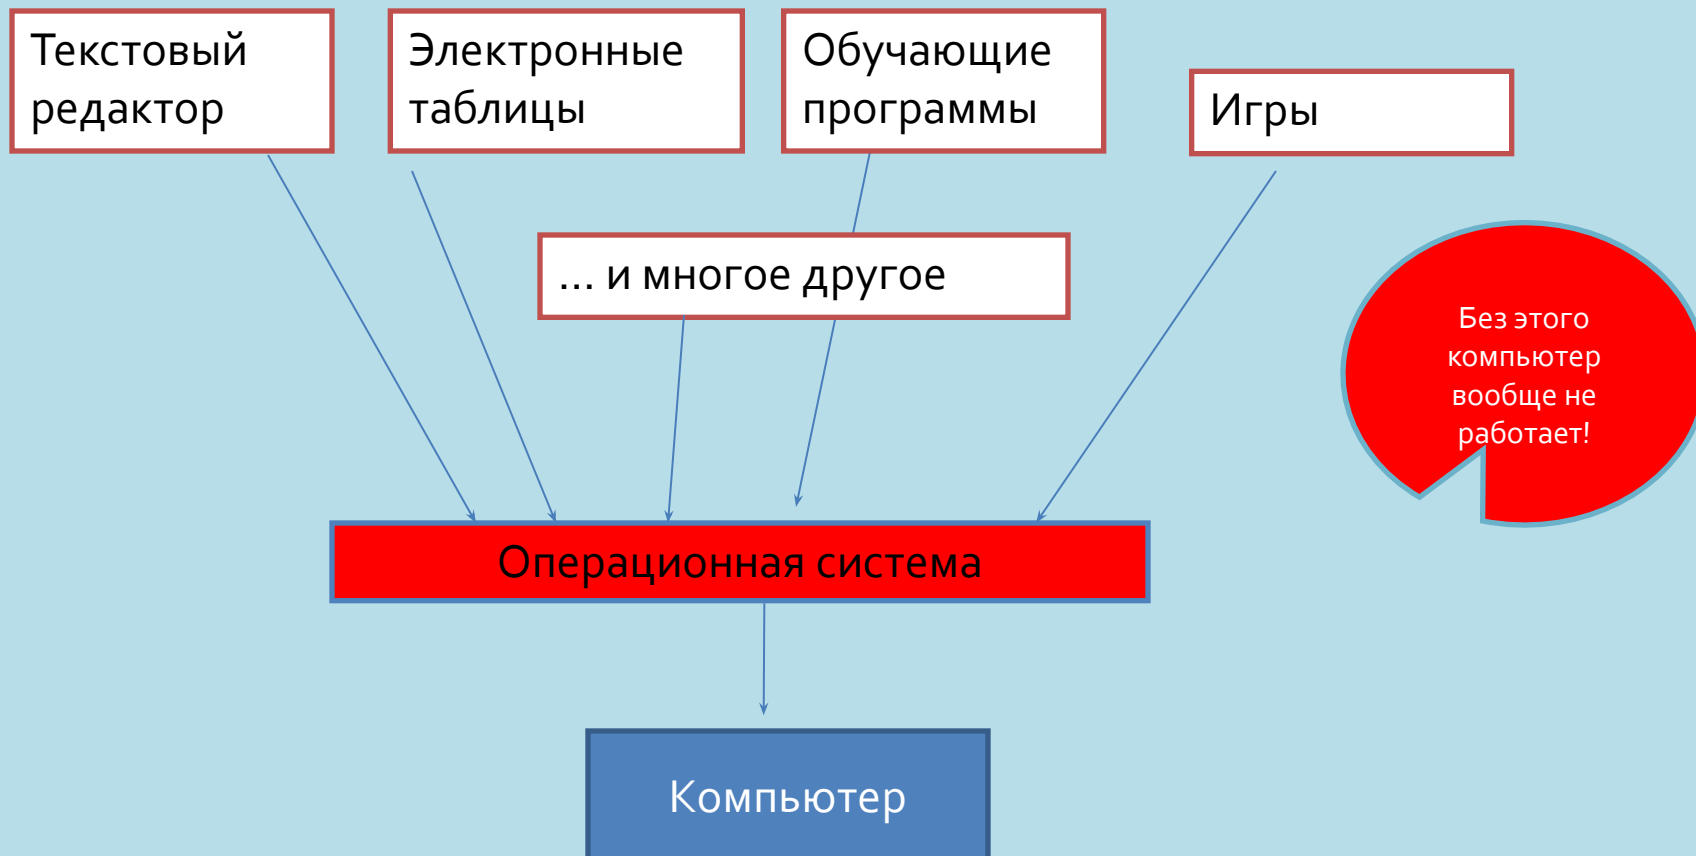 Текстовый
редактор
Электронные
таблицы
Обучающие
программы
Игры
... и многое другое
Без этого
компьютер
вообще не
работает!
Операционная система
Компьютер